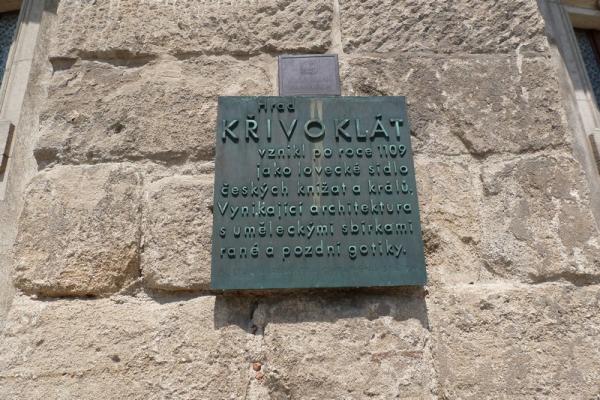 Hrad
KŘIVOKLÁT
vznikl po roce 1109
jako lovecké sídlo
českých knížat a králů.
Vynikající architektura
s uměleckými sbírkami
rané a pozdní gotiky.